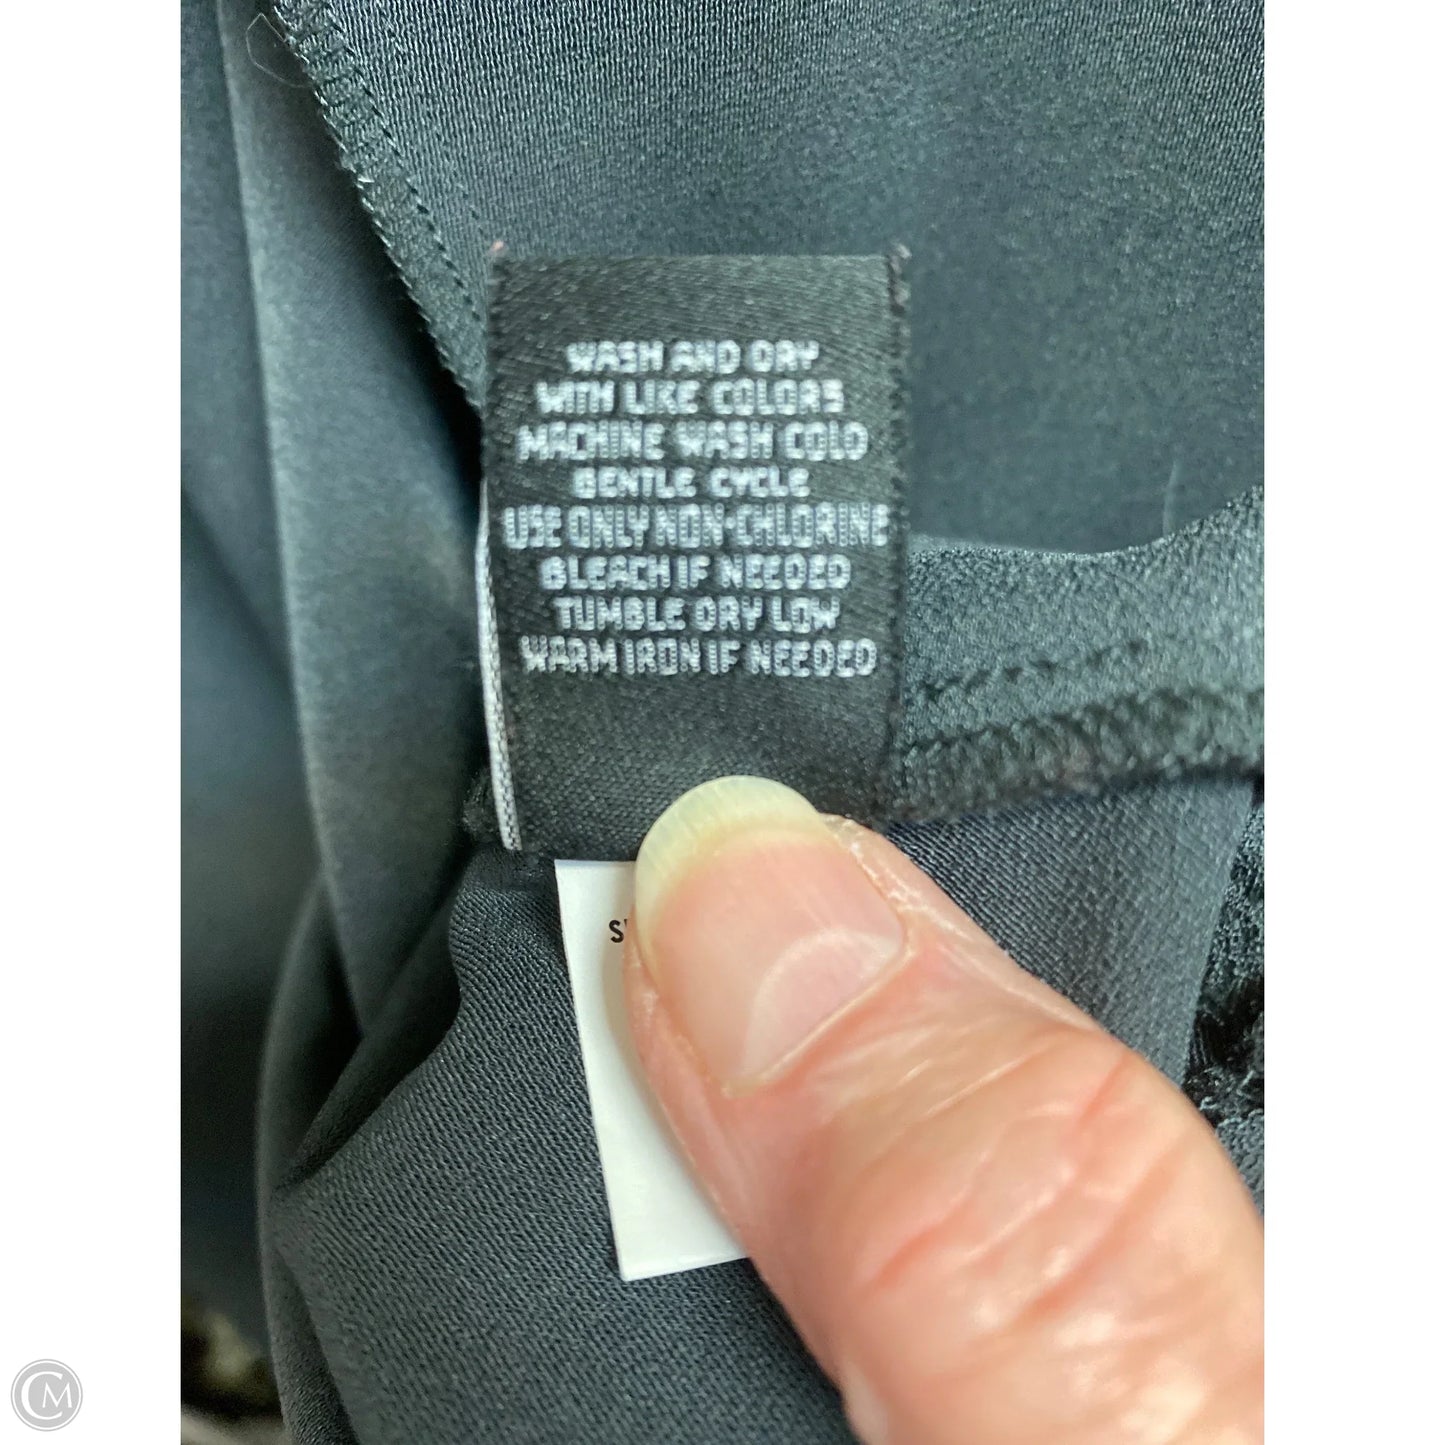 WASH AND DRY
WITH LIKE COLORS
MACHINE WASH COLD
GENTLE CYCLE
USE ONLY NON-CHLORINE
BLEACH IF NEEDED
TUMBLE DRY LOW
WARM IRON IF NEEDED
CM